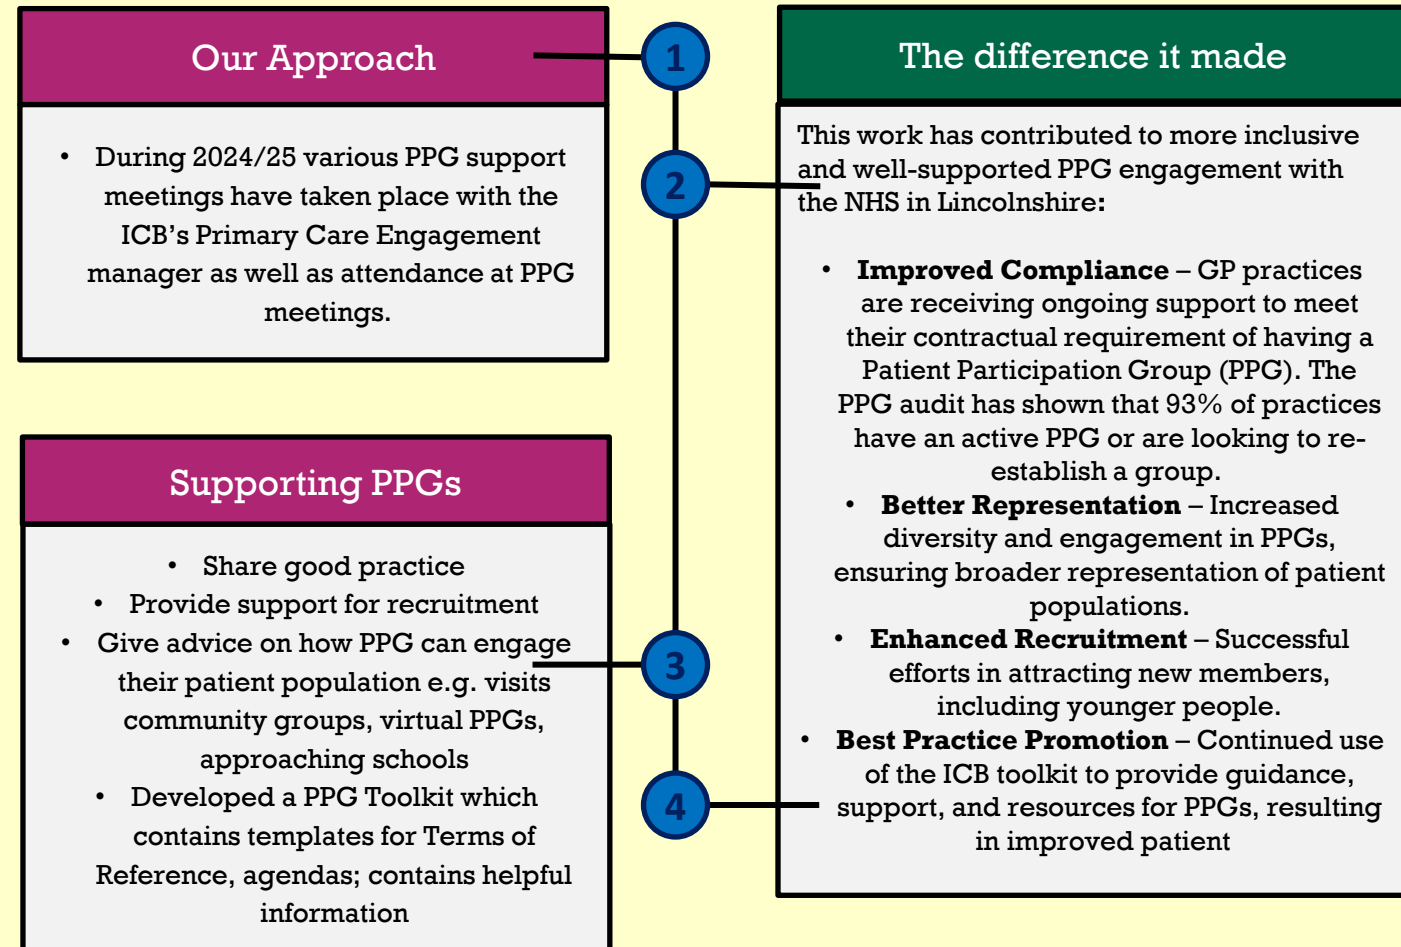 Our Approach
• During 2024/25 various PPG support
meetings have taken place with the
ICB’s Primary Care Engagement
manager as well as attendance at PPG
meetings.
Supporting PPGs
• Share good practice
• Provide support for recruitment
• Give advice on how PPG can engage
their patient population e.g. visits
community groups, virtual PPGs,
approaching schools
• Developed a PPG Toolkit which
contains templates for Terms of
Reference, agendas; contains helpful
information
1
2
3
4
The difference it made
This work has contributed to more inclusive
and well-supported PPG engagement with
the NHS in Lincolnshire:
• Improved Compliance – GP practices
are receiving ongoing support to meet
their contractual requirement of having a
Patient Participation Group (PPG). The
PPG audit has shown that 93% of practices
have an active PPG or are looking to re-
establish a group.
• Better Representation – Increased
diversity and engagement in PPGs,
ensuring broader representation of patient
populations.
• Enhanced Recruitment – Successful
efforts in attracting new members,
including younger people.
• Best Practice Promotion – Continued use
of the ICB toolkit to provide guidance,
support, and resources for PPGs, resulting
in improved patient